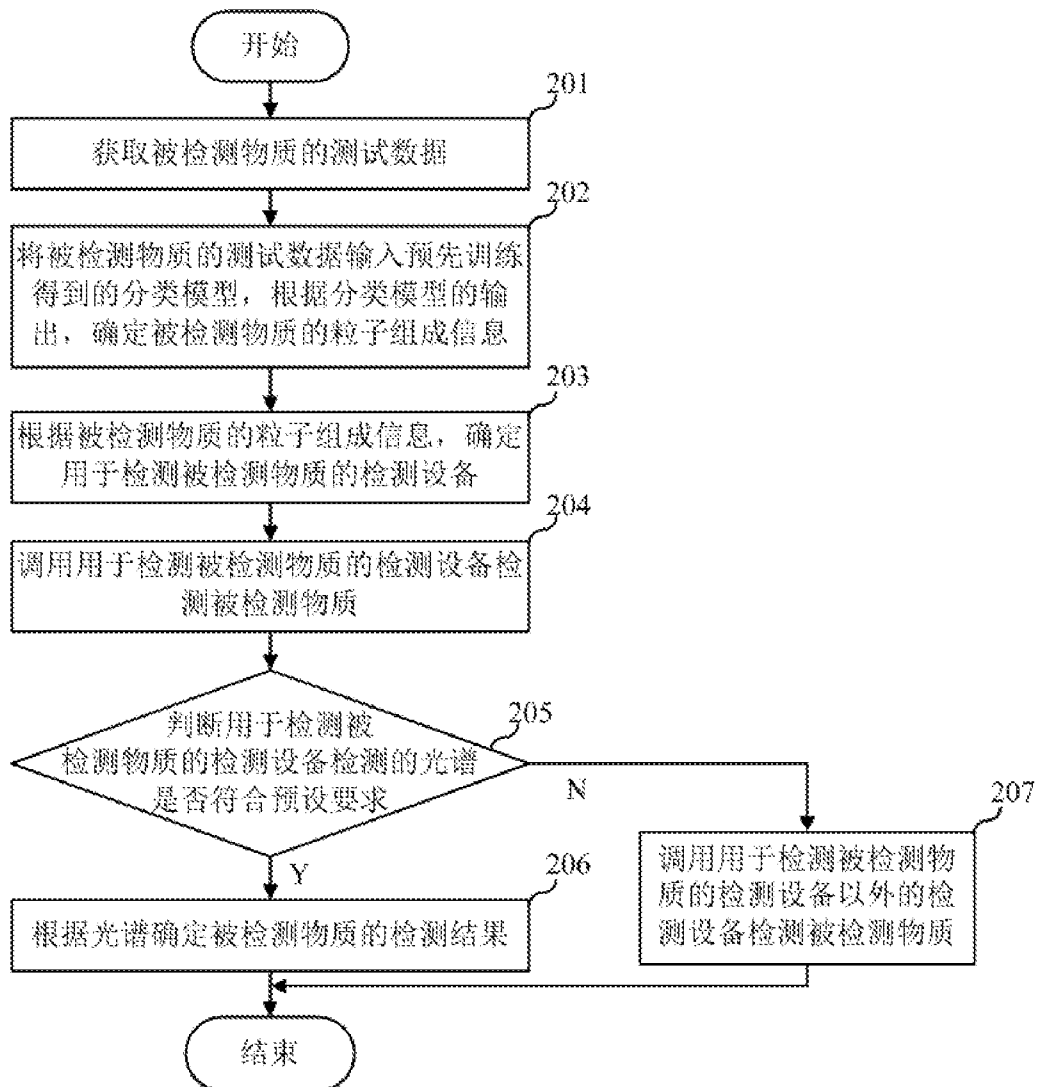 开始
201
获取被检测物质的测试数据
202
将被检测物质的测试数据输入预先训练
得到的分类模型，根据分类模型的输
出，确定被检测物质的粒子组成信息
203
根据被检测物质的粒子组成信息，确定
用于检测被检测物质的检测设备
204
调用用于检测被检测物质的检测设备检
测被检测物质
205
判断用于检测被
检测物质的检测设备检测的光谱
是否符合预设要求
N
207
调用用于检测被检测物
质的检测设备以外的检
测设备检测被检测物质
Y
206
根据光谱确定被检测物质的检测结果
结束